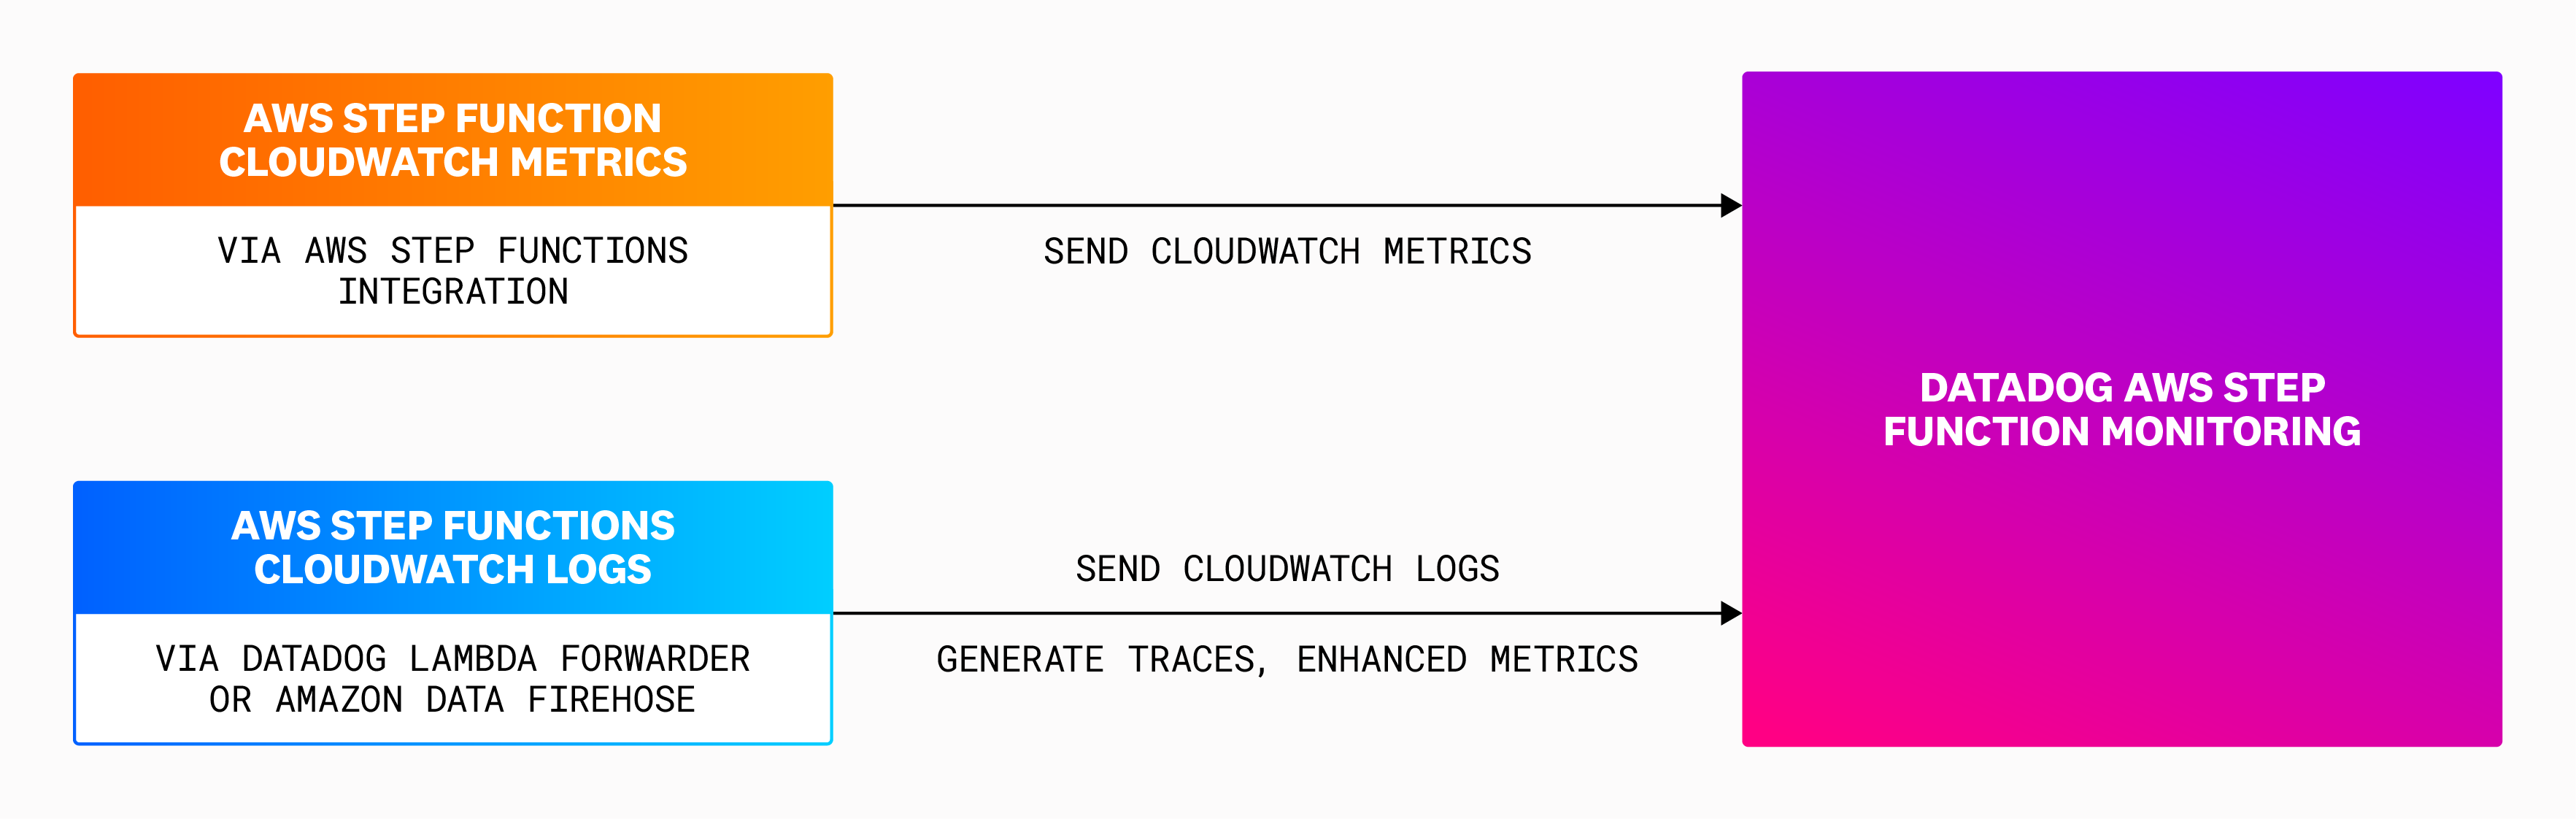 AWS STEP FUNCTION
CLOUDWATCH METRICS
VIA AWS STEP FUNCTIONS
INTEGRATION
SEND CLOUDWATCH METRICS
DATADOG AWS STEP
FUNCTION MONITORING
AWS STEP FUNCTIONS
CLOUDWATCH LOGS
VIA DATADOG LAMBDA FORWARDER
OR AMAZON DATA FIREHOSE
SEND CLOUDWATCH LOGS
GENERATE TRACES, ENHANCED METRICS